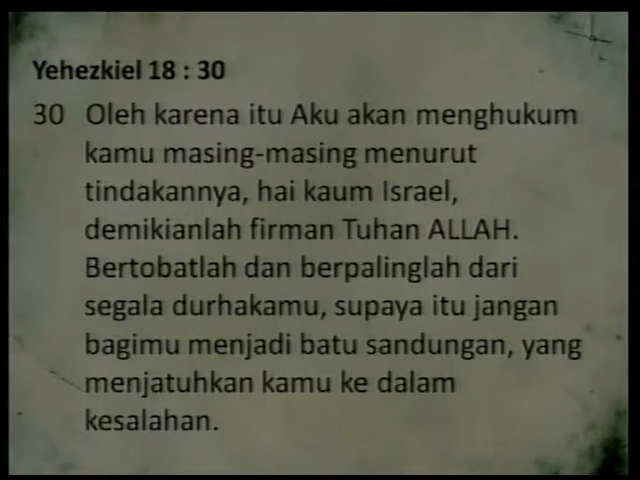 Yehezkiel 18 : 30
30 Oleh karena itu Aku akan menghukum
kamu masing-masing menurut
tindakannya, hai kaum Israel,
demikianlah firman Tuhan ALLAH.
Bertobatlah dan berpalinglah dari
segala durhakamu, supaya itu jangan
bagimu menjadi batu sandungan, yang
menjatuhkan kamu ke dalam
kesalahan.